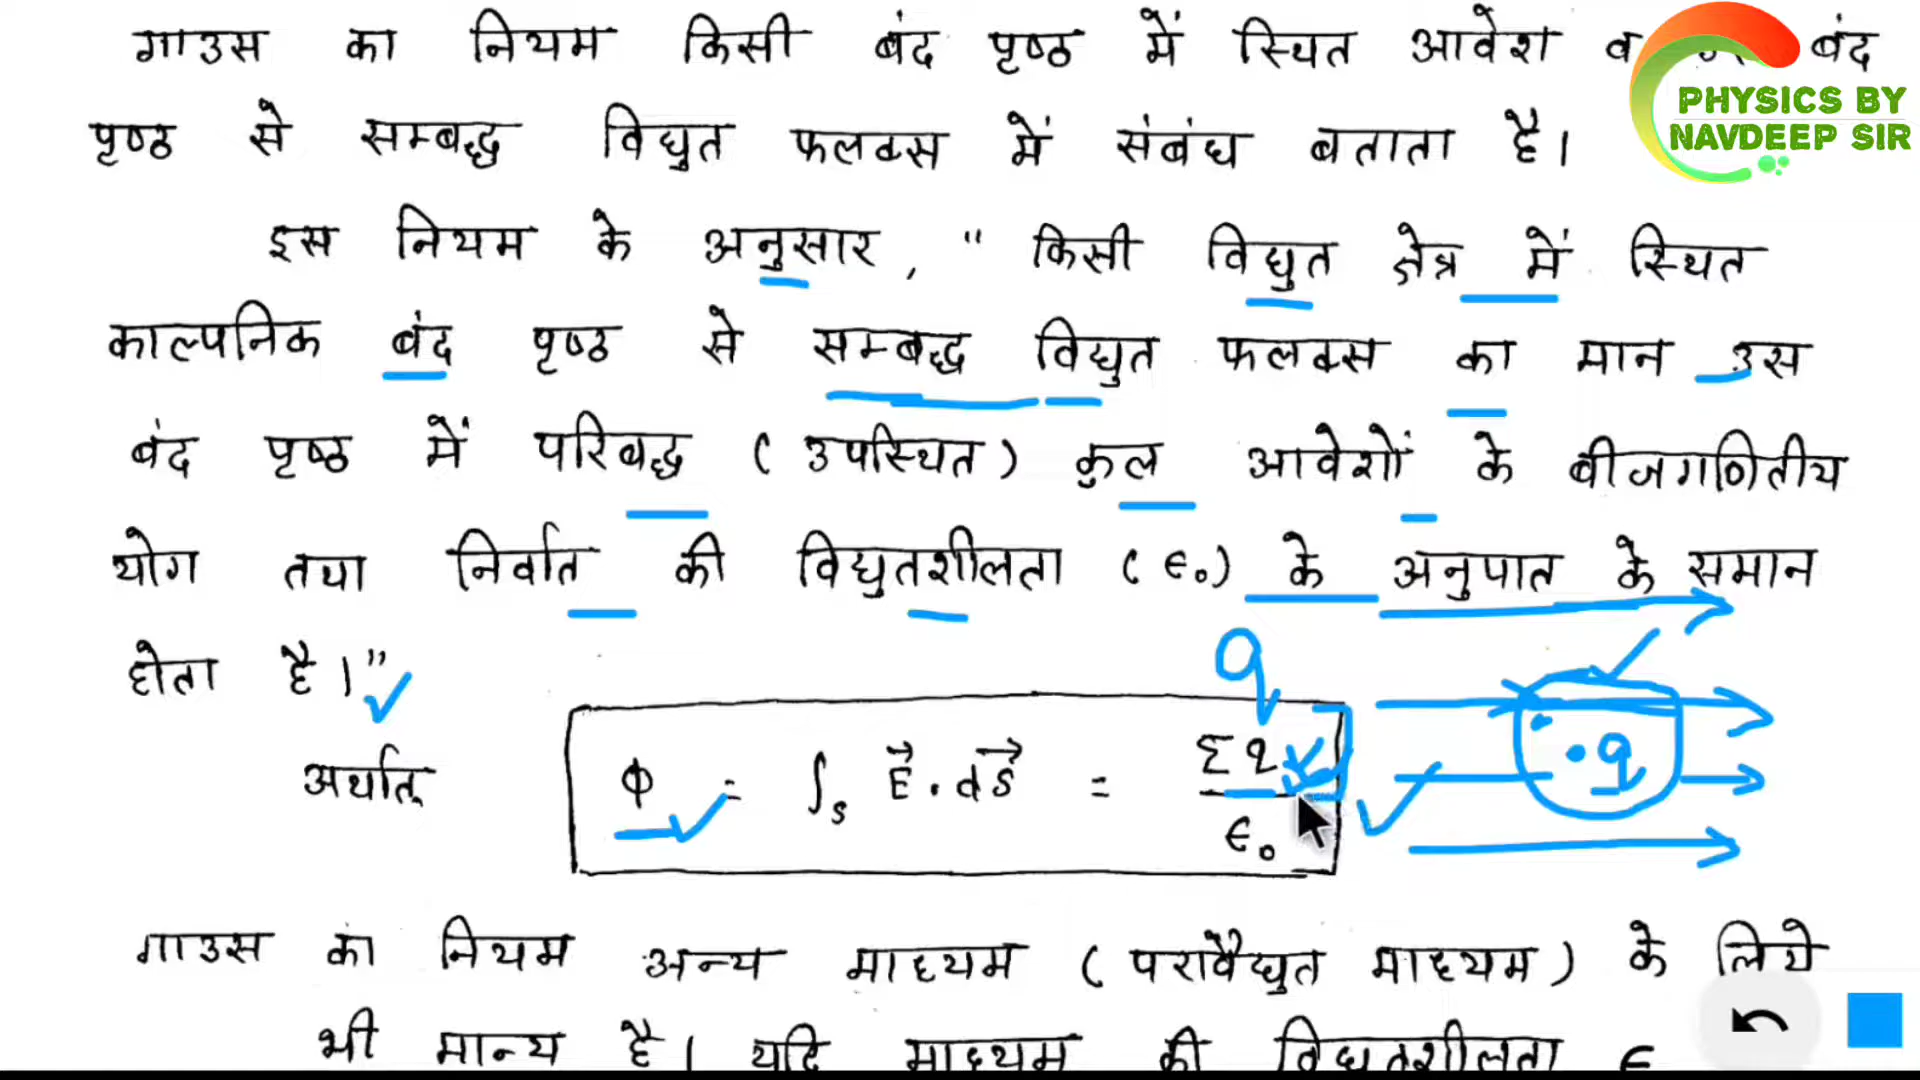 गाउस का नियम किसी बंद पृष्ठ में स्थित आवेश व बंद
पृष्ठ से सम्बद्ध विद्युत फलक्स में संबंध बताता है।
PHYSICS BY
NAVDEEP SIR
इस नियम के अनुसार, " किसी विद्युत क्षेत्र में स्थित
काल्पनिक बंद पृष्ठ से सम्बद्ध विद्युत फलक्स का मान उस
बंद पृष्ठ में परिबद्ध ( उपस्थित ) कुल आवेशों के बीजगणितीय
योग तथा निर्वात की विद्युतशीलता ( ϵ₀ ) के अनुपात के समान
होता है।"
q
अर्थात् ϕ = ∫ₛ E⃗ . dS⃗ = Σq / ϵ₀
. q
गाउस का नियम अन्य माध्यम ( परावैद्युत माध्यम ) के लिये
भी मान्य है। यदि माध्यम की विद्युतशीलता ϵ